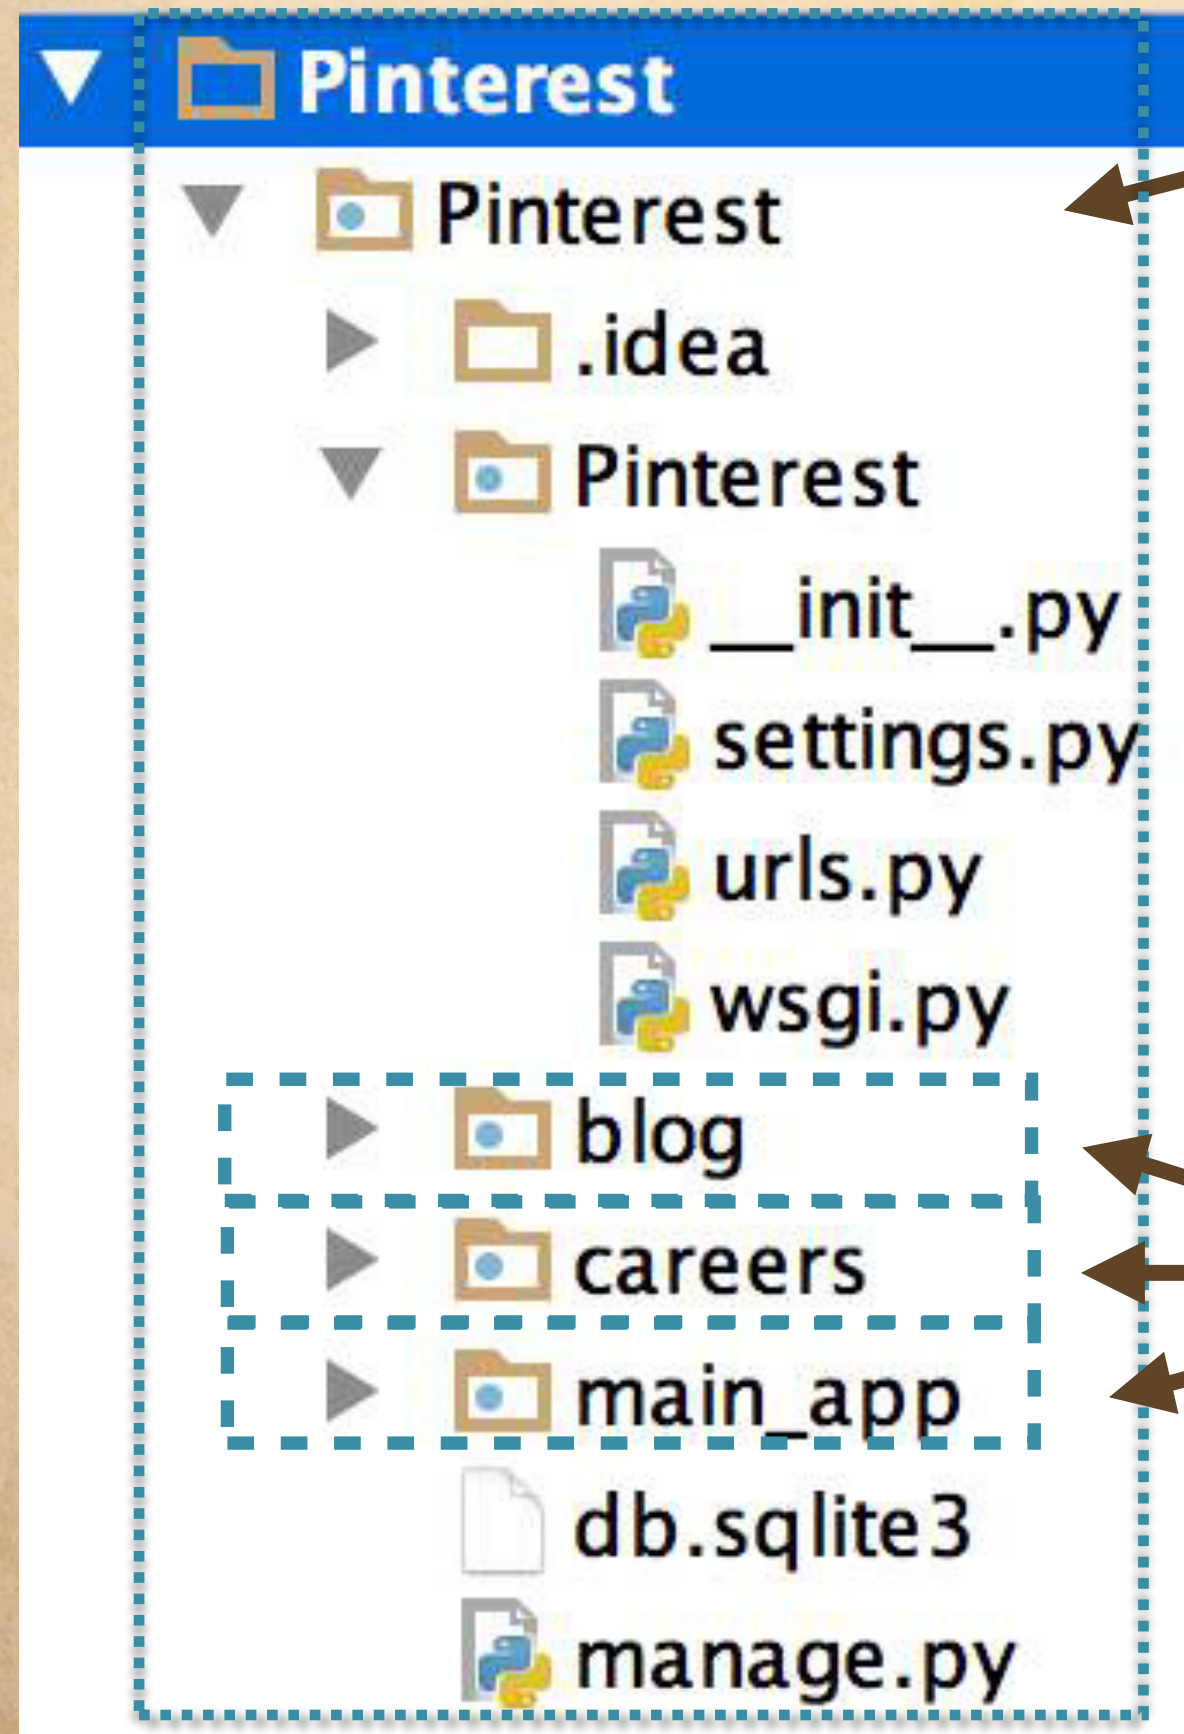 Pinterest
Pinterest
.idea
Pinterest
__init__.py
settings.py
urls.py
wsgi.py
blog
careers
main_app
db.sqlite3
manage.py